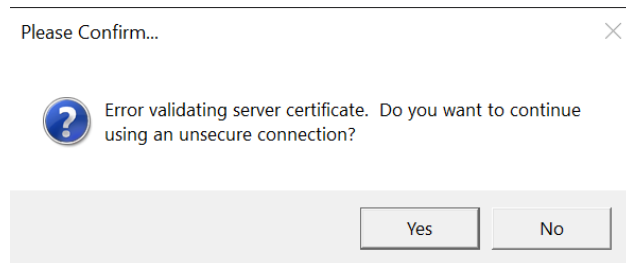 Please Confirm...
Error validating server certificate.  Do you want to continue
using an unsecure connection?
Yes
No